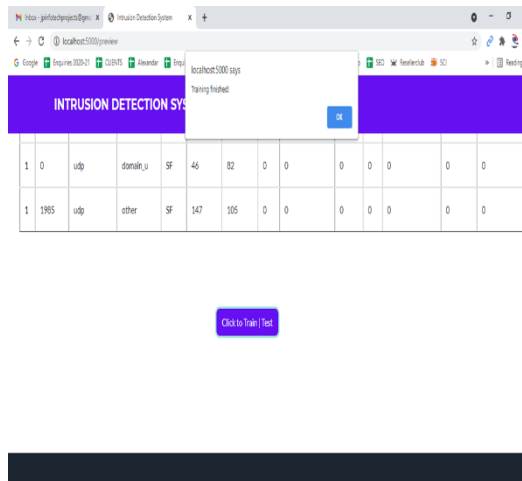 Inbox - jpinfotechprojects@gm: X Intrusion Detection System X +
localhost:5000/preview
Google Enquires 2020-21 CLIENTS Alexandar Enqu SEO Resellerclub SCI » Reading
localhost:5000 says
Training finished!
OK
INTRUSION DETECTION SYS
1 0 udp domain_u SF 46 82 0 0 0 0 0 0 0
1 1985 udp other SF 147 105 0 0 0 0 0 0 0
Click to Train | Test